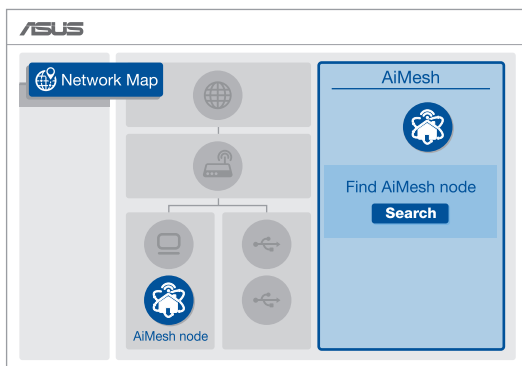 ASUS
Network Map
AiMesh
Find AiMesh node
Search
AiMesh node